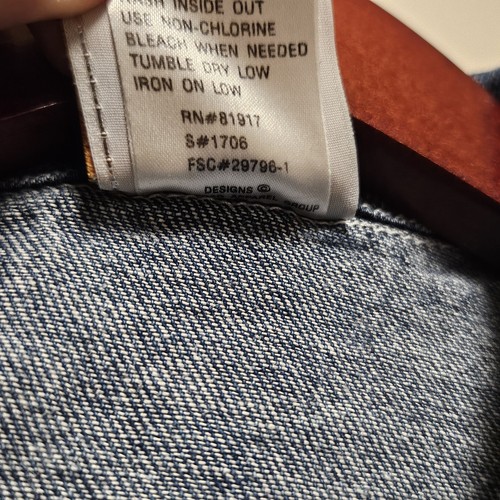 INSIDE OUT
USE NON-CHLORINE
BLEACH WHEN NEEDED
TUMBLE DRY LOW
IRON ON LOW
RN#81917
S#1706
FSC#29796-1
DESIGNS ©
GROUP